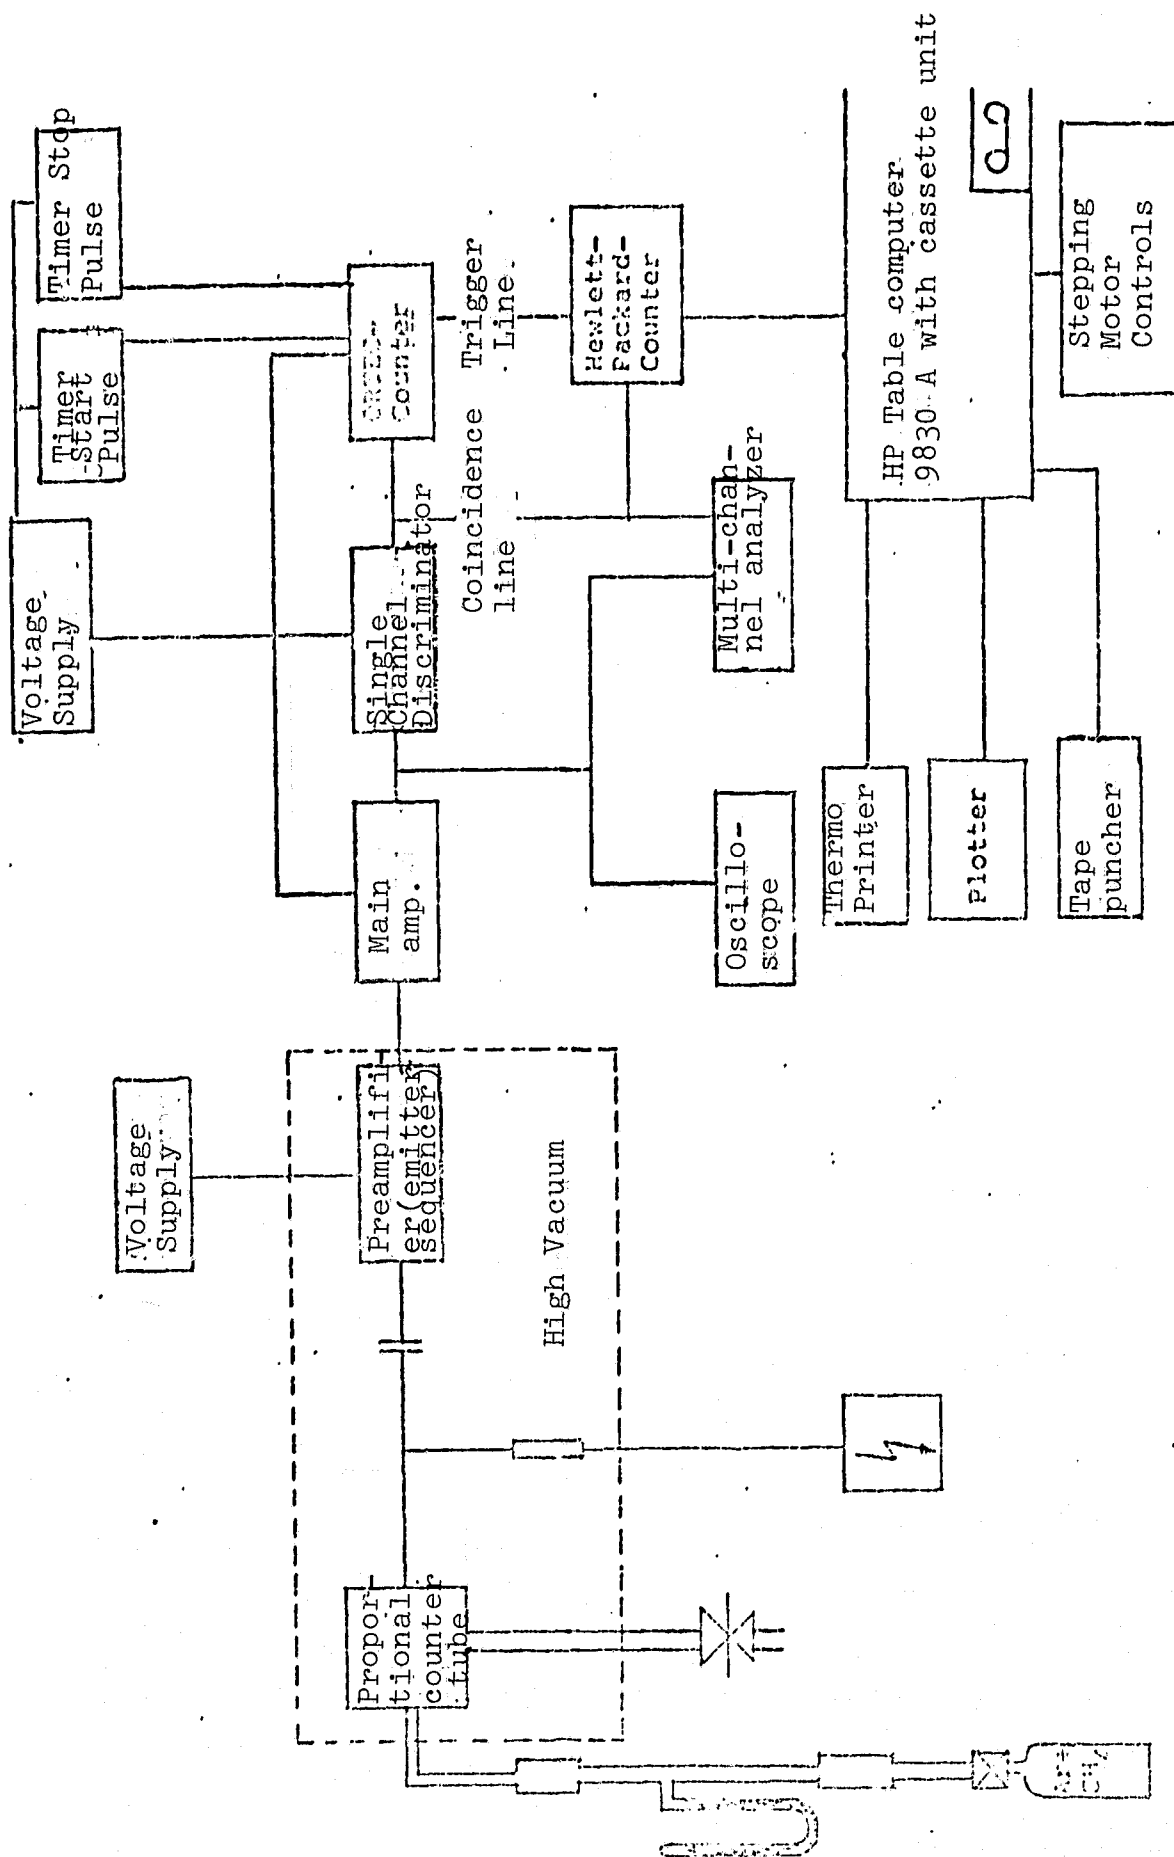 Voltage
Supply
Timer
Start
Pulse
Timer Stop
Pulse
Voltage
Supply
Propor
tional
counter
tube
Preamplifi
er(emitter
sequencer)
Main
amp.
Single
Channel
Discriminator
Counter
Coincidence
line
Trigger
Line
High Vacuum
Hewlett-
Packard-
Counter
Oscillo-
scope
Multi-chan-
nel analyzer
Thermo
Printer
Plotter
Tape
puncher
HP Table computer
9830 A with cassette unit
Stepping
Motor
Controls